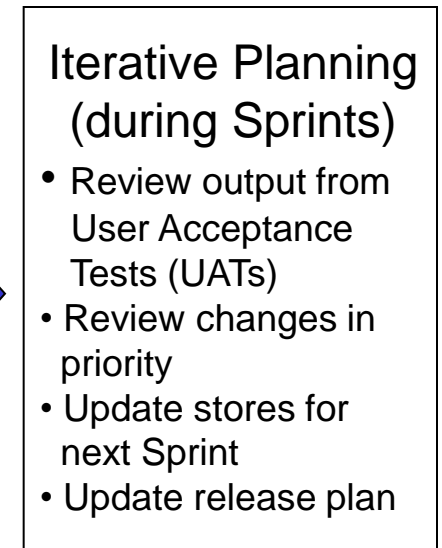 Iterative Planning
(during Sprints)
• Review output from
User Acceptance
Tests (UATs)
• Review changes in
priority
• Update stores for
next Sprint
• Update release plan